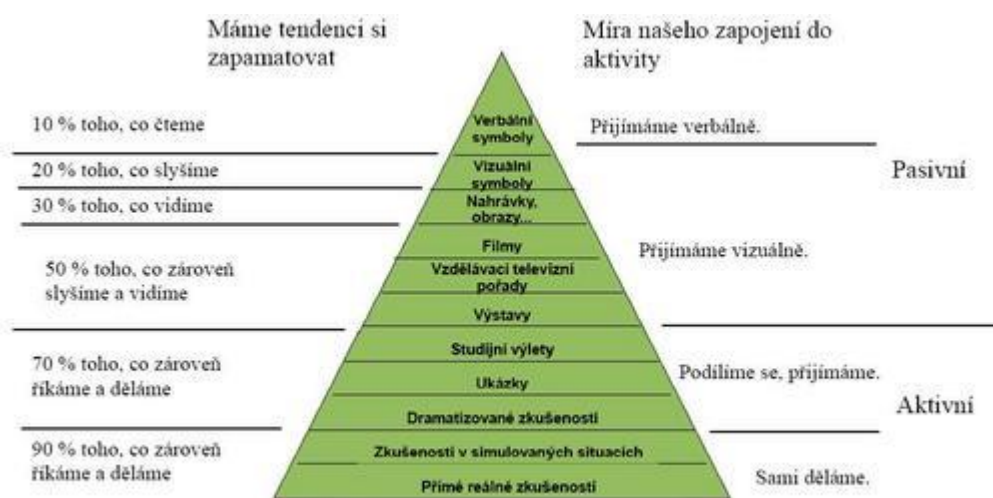 Máme tendenci si
zapamatovat
Míra našeho zapojení do
aktivity
10 % toho, co čteme
20 % toho, co slyšíme
30 % toho, co vidíme
50 % toho, co zároveň
slyšíme a vidíme
70 % toho, co zároveň
říkáme a děláme
90 % toho, co zároveň
říkáme a děláme
Verbální
symboly
Vizuální
symboly
Nahrávky,
obrazy...
Filmy
Vzdělávací televizní
pořady
Výstavy
Studijní výlety
Ukázky
Dramatizované zkušenosti
Zkušenosti v simulovaných situacích
Přímé reálné zkušenosti
Přijímáme verbálně.
Pasivní
Přijímáme vizuálně.
Podílíme se, přijímáme.
Aktivní
Sami děláme.